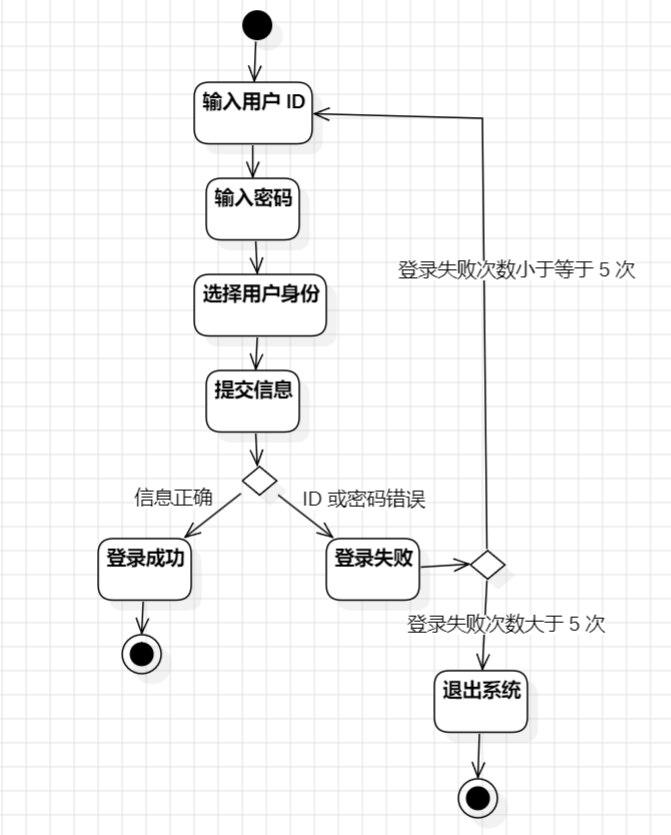 输入用户 ID
输入密码
登录失败次数小于等于 5 次
选择用户身份
提交信息
信息正确
ID 或密码错误
登录成功
登录失败
登录失败次数大于 5 次
退出系统